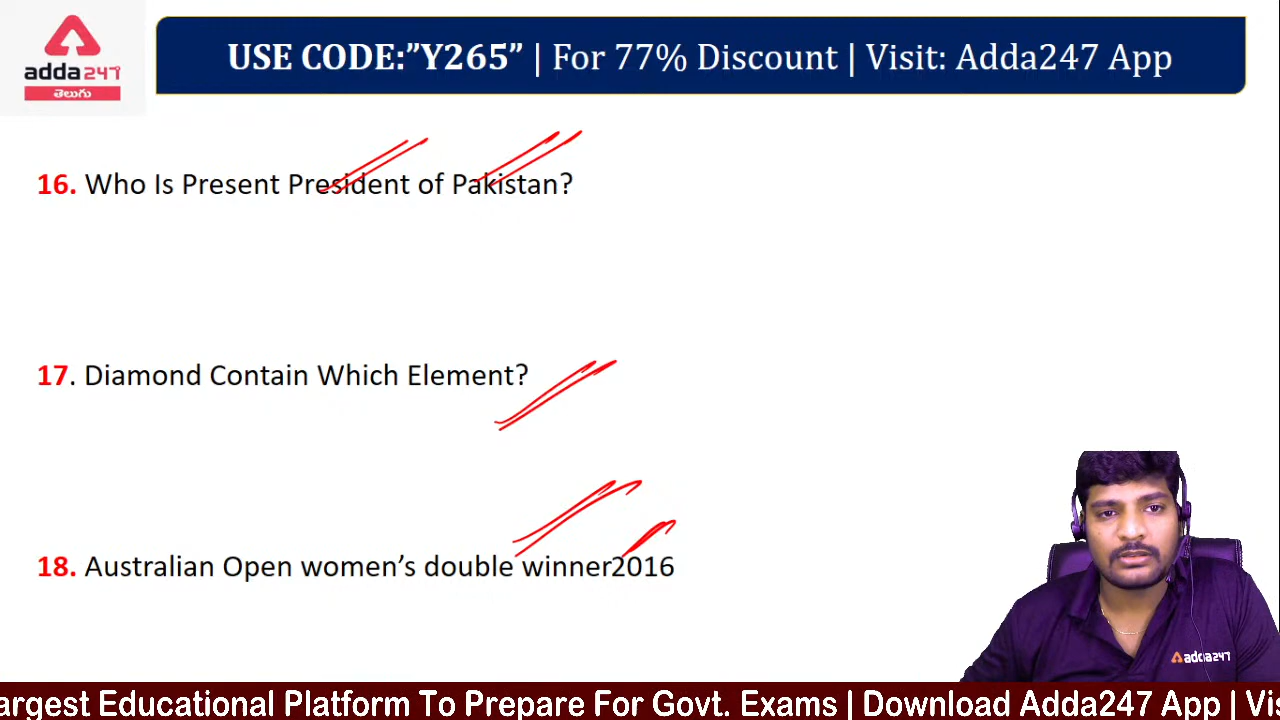 adda247
తెలుగు
USE CODE:”Y265” | For 77% Discount | Visit: Adda247 App
16. Who Is Present President of Pakistan?
17. Diamond Contain Which Element?
18. Australian Open women’s double winner2016
adda247
argest Educational Platform To Prepare For Govt. Exams | Download Adda247 App | Vis